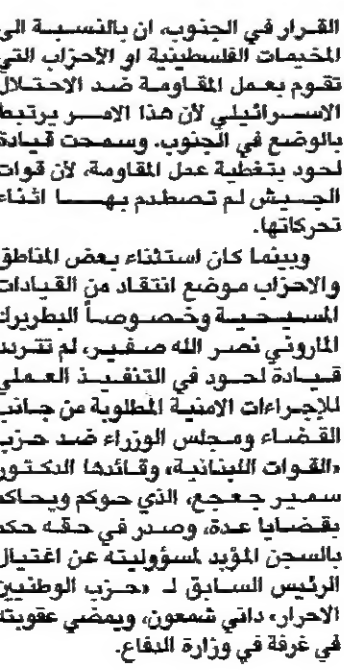 القرار في الجنوب، ان بالنسبة الى
المخيمات الفلسطينية او الأحزاب التي
تقوم بعمل المقاومة ضد الاحتلال
الاسرائيلي لأن هذا الامر يرتبط
بالوضع في الجنوب. وسمحت قيادة
لحود بتغطية عمل المقاومة، لأن قوات
الجيش لم تصطدم بها اثناء
تحركاتها.
وبينما كان استثناء بعض المناطق
والاحزاب موضع انتقاد من القيادات
المسيحية وخصوصاً البطريرك
الماروني نصر الله صفير، لم تتردد
قيادة لحود في التنفيذ العملي
للإجراءات الامنية المطلوبة من جانب
القضاء ومجلس الوزراء ضد حزب
«القوات اللبنانية» وقائدها الدكتور
سمير جعجع، الذي حوكم ويحاكم
بقضايا عدة، وصدر في حقه حكم
بالسجن المؤبد لمسؤوليته عن اغتيال
الرئيس السابق لـ «حزب الوطنيين
الاحرار» داني شمعون، ويمضي عقوبته
في غرفة في وزارة الدفاع.